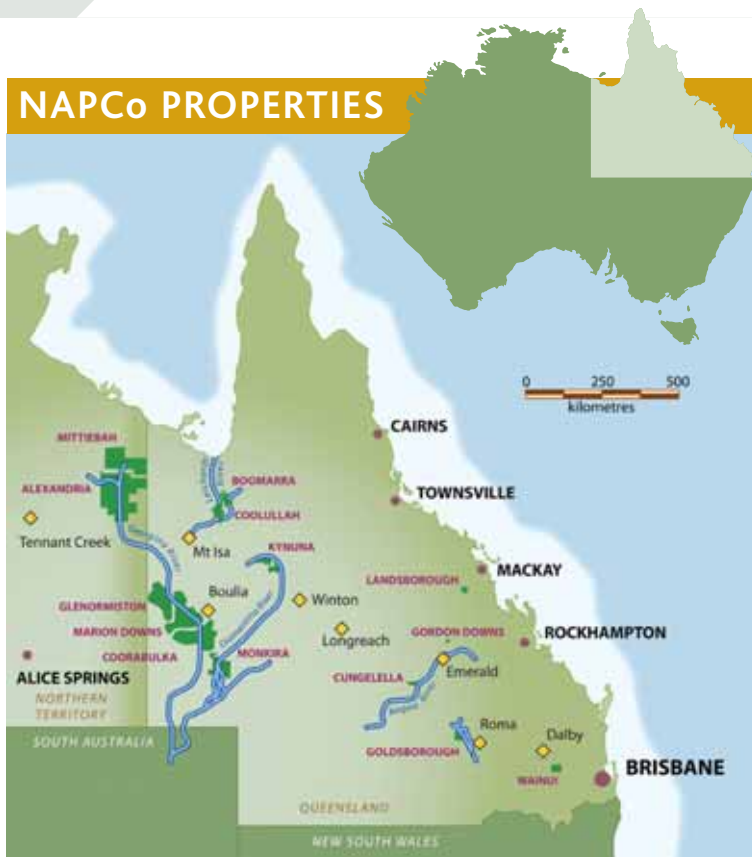 NAPCo PROPERTIES
0 250 500
kilometres
CAIRNS
MITTIEBAH
BOOMARRA
ALEXANDRIA
TOWNSVILLE
COOLULLAH
Tennant Creek
Mt Isa
KYNUNA
MACKAY
LANDSBOROUGH
Boulia
Winton
GLENORMISTON
Longreach
MARION DOWNS
GORDON DOWNS
ROCKHAMPTON
COORABULKA
MONKIRA
Emerald
CUNGELELLA
ALICE SPRINGS
NORTHERN
TERRITORY
Roma
Dalby
SOUTH AUSTRALIA
GOLDSBOROUGH
WAINUI
BRISBANE
QUEENSLAND
NEW SOUTH WALES